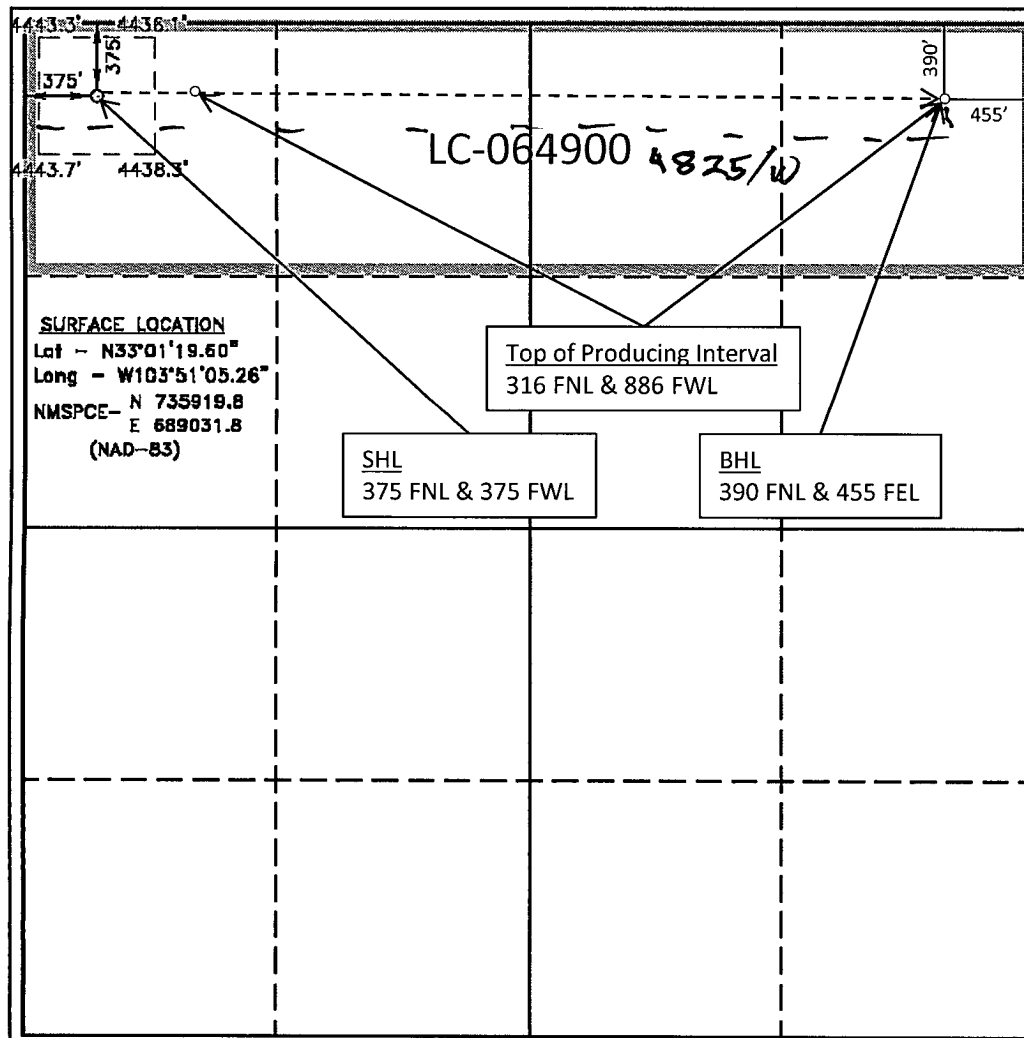 4443.3' 4436.1'
375'
375'
390'
455'
LC-064900 4825/W
4443.7' 4438.3'
SURFACE LOCATION
Lat - N33°01'19.60"
Long - W103°51'05.26"
NMSPCE- N 735919.8
E 689031.8
(NAD-83)
Top of Producing Interval
316 FNL & 886 FWL
SHL
375 FNL & 375 FWL
BHL
390 FNL & 455 FEL